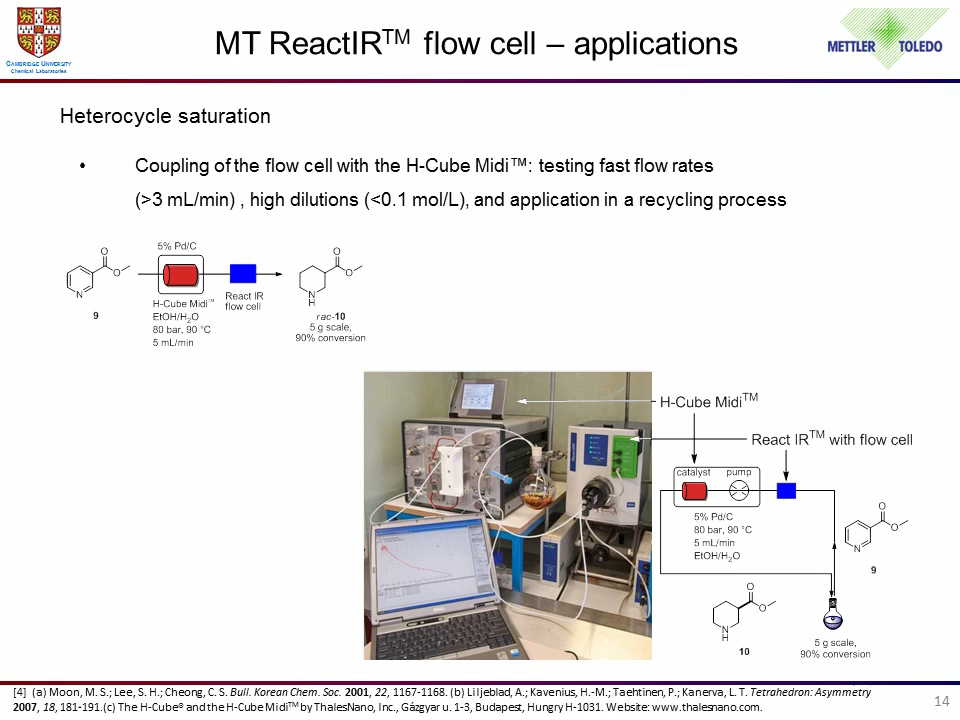 CAMBRIDGE UNIVERSITY
Chemical Laboratories
MT ReactIR™ flow cell – applications
METTLER TOLEDO
Heterocycle saturation
• Coupling of the flow cell with the H-Cube Midi™: testing fast flow rates
(>3 mL/min) , high dilutions (<0.1 mol/L), and application in a recycling process
5% Pd/C
O
O
N
9
H-Cube Midi™
EtOH/H₂O
80 bar, 90 °C
5 mL/min
React IR
flow cell
O
O
N
H
rac-10
5 g scale,
90% conversion
H-Cube Midi™
React IR™ with flow cell
catalyst pump
5% Pd/C
80 bar, 90 °C
5 mL/min
EtOH/H₂O
O
O
N
9
O
O
N
H
10
5 g scale,
90% conversion
[4] (a) Moon, M. S.; Lee, S. H.; Cheong, C. S. Bull. Korean Chem. Soc. 2001, 22, 1167-1168. (b) Liljeblad, A.; Kavenius, H.-M.; Taehtinen, P.; Kanerva, L. T. Tetrahedron: Asymmetry
2007, 18, 181-191.(c) The H-Cube® and the H-Cube Midi™ by ThalesNano, Inc., Gázgyar u. 1-3, Budapest, Hungry H-1031. Website: www.thalesnano.com.
14